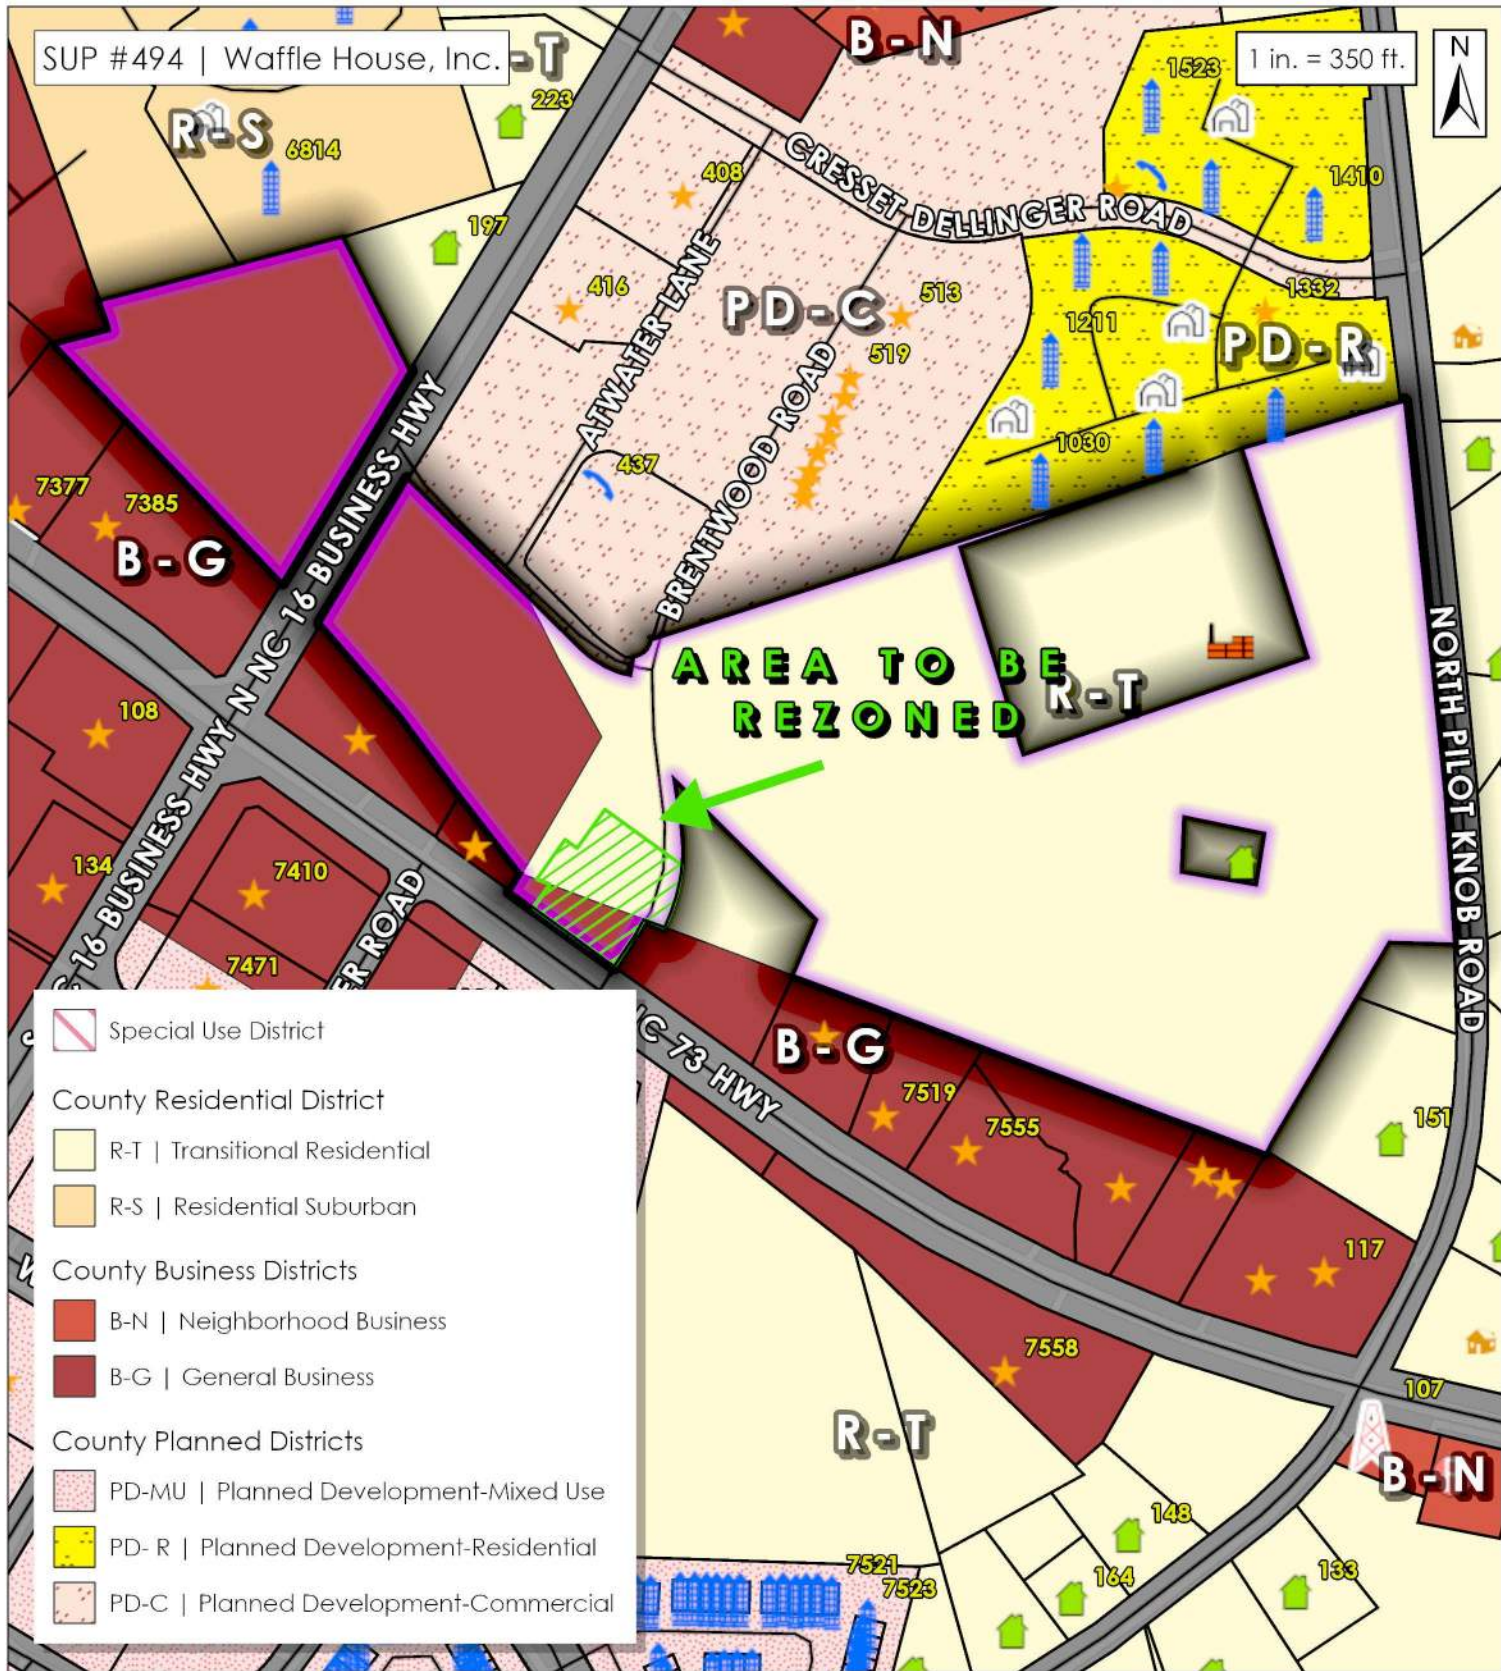 SUP #494 | Waffle House, Inc.
-T
B-N
1 in. = 350 ft.
N
1523
223
R-S
6814
408
1410
CRESSET DELLINGER ROAD
197
416
ATWATER LANE
PD-C
513
1332
1211
PD-R
519
BRENTWOOD ROAD
437
1030
7377
7385
B-G
N NC 16 BUSINESS HWY
AREA TO BE
REZONED
R-T
NORTH PILOT KNOB ROAD
108
134
7410
16 BUSINESS HWY
ER ROAD
7471
NC 73 HWY
B-G
7519
7555
151
117
7558
107
R-T
B-N
148
7521
7523
164
133
Special Use District
County Residential District
R-T | Transitional Residential
R-S | Residential Suburban
County Business Districts
B-N | Neighborhood Business
B-G | General Business
County Planned Districts
PD-MU | Planned Development-Mixed Use
PD- R | Planned Development-Residential
PD-C | Planned Development-Commercial